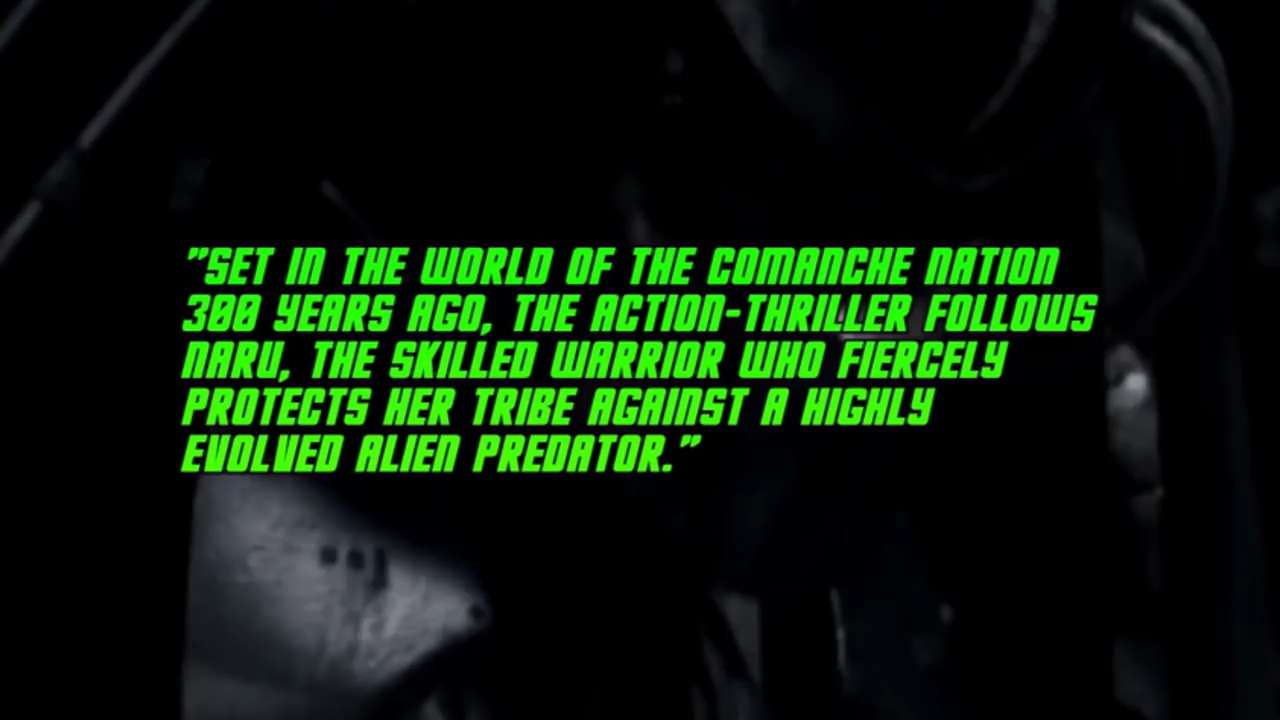 "SET IN THE WORLD OF THE COMANCHE NATION
300 YEARS AGO, THE ACTION-THRILLER FOLLOWS
NARU, THE SKILLED WARRIOR WHO FIERCELY
PROTECTS HER TRIBE AGAINST A HIGHLY
EVOLVED ALIEN PREDATOR."